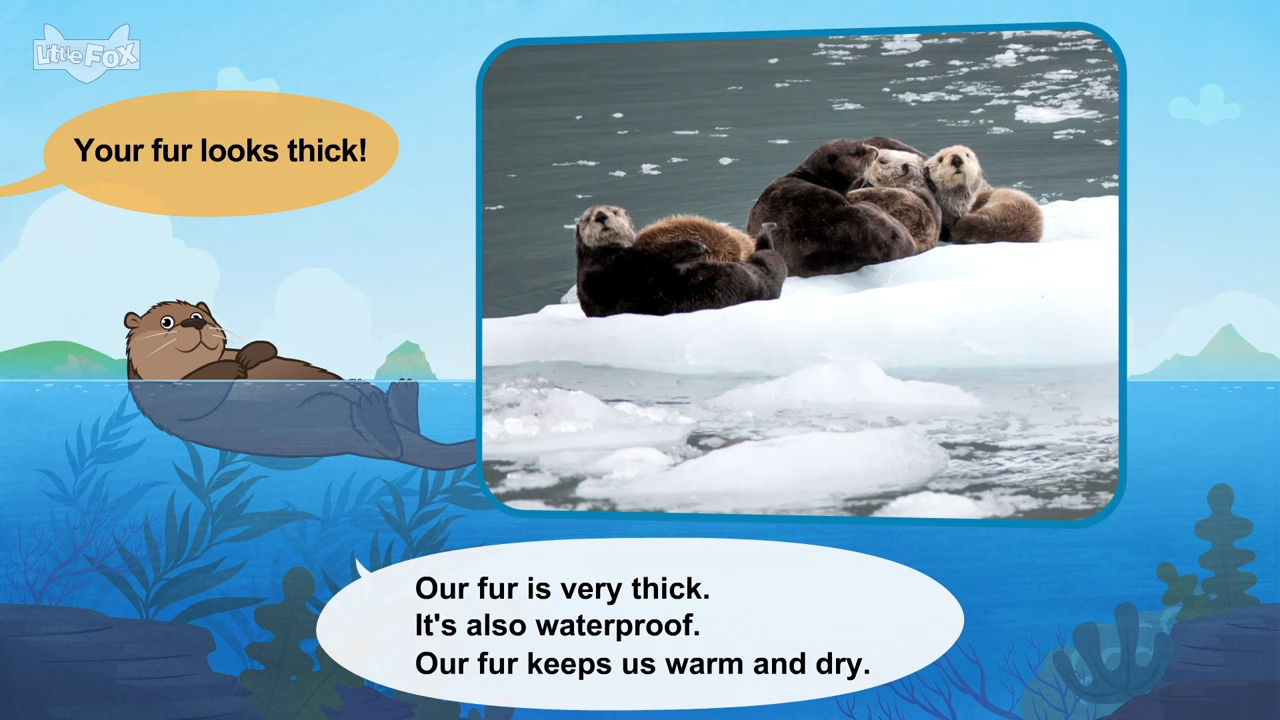 Little Fox
Your fur looks thick!
Our fur is very thick.
It's also waterproof.
Our fur keeps us warm and dry.